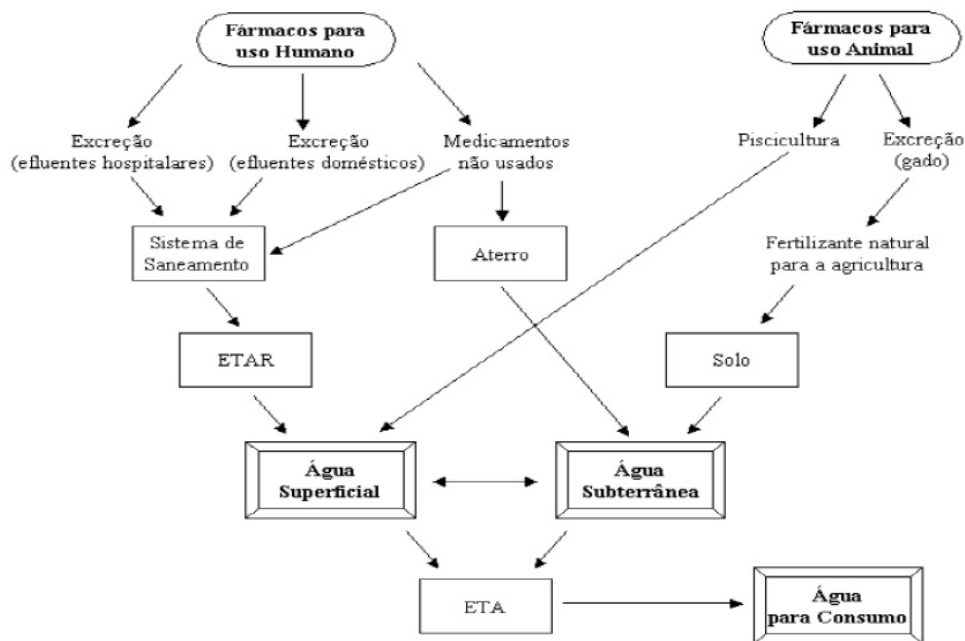 Fármacos para
uso Humano
Fármacos para
uso Animal
Excreção
(efluentes hospitalares)
Excreção
(efluentes domésticos)
Medicamentos
não usados
Piscicultura
Excreção
(gado)
Sistema de
Saneamento
Aterro
Fertilizante natural
para a agricultura
ETAR
Solo
Água
Superficial
Água
Subterrânea
ETA
Água
para Consumo